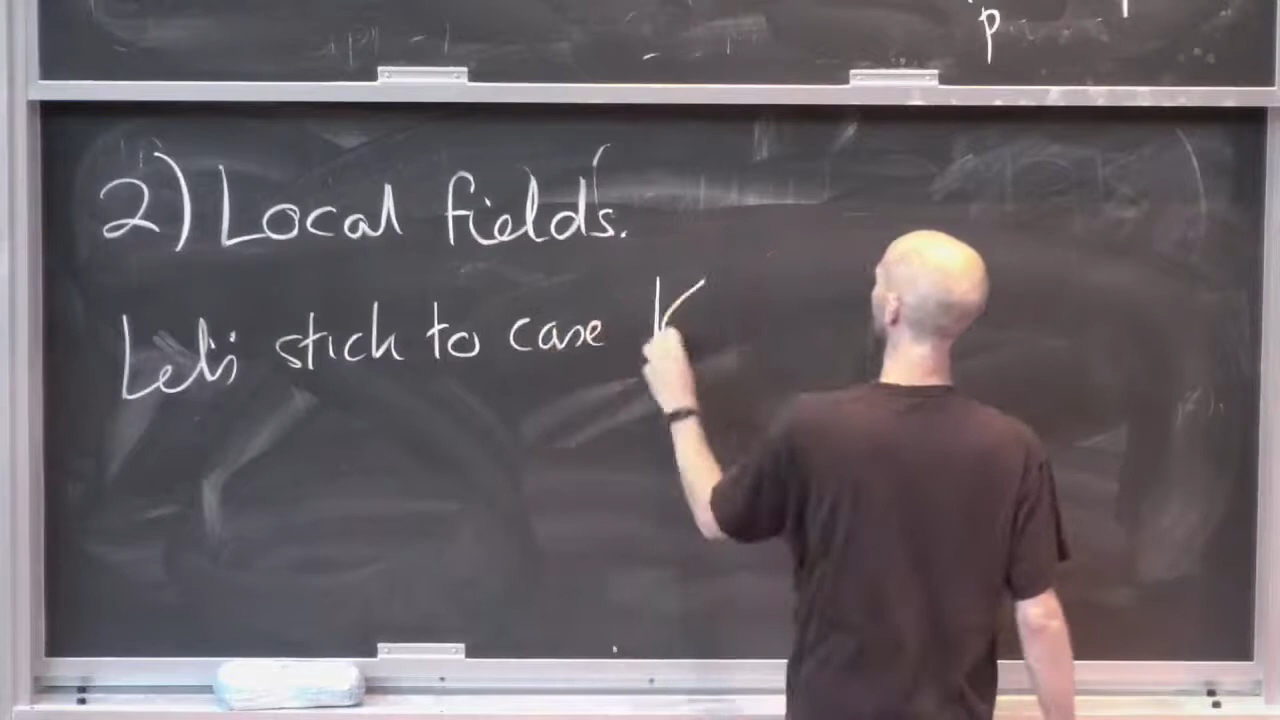 p
2) Local fields.
Let's stick to case K